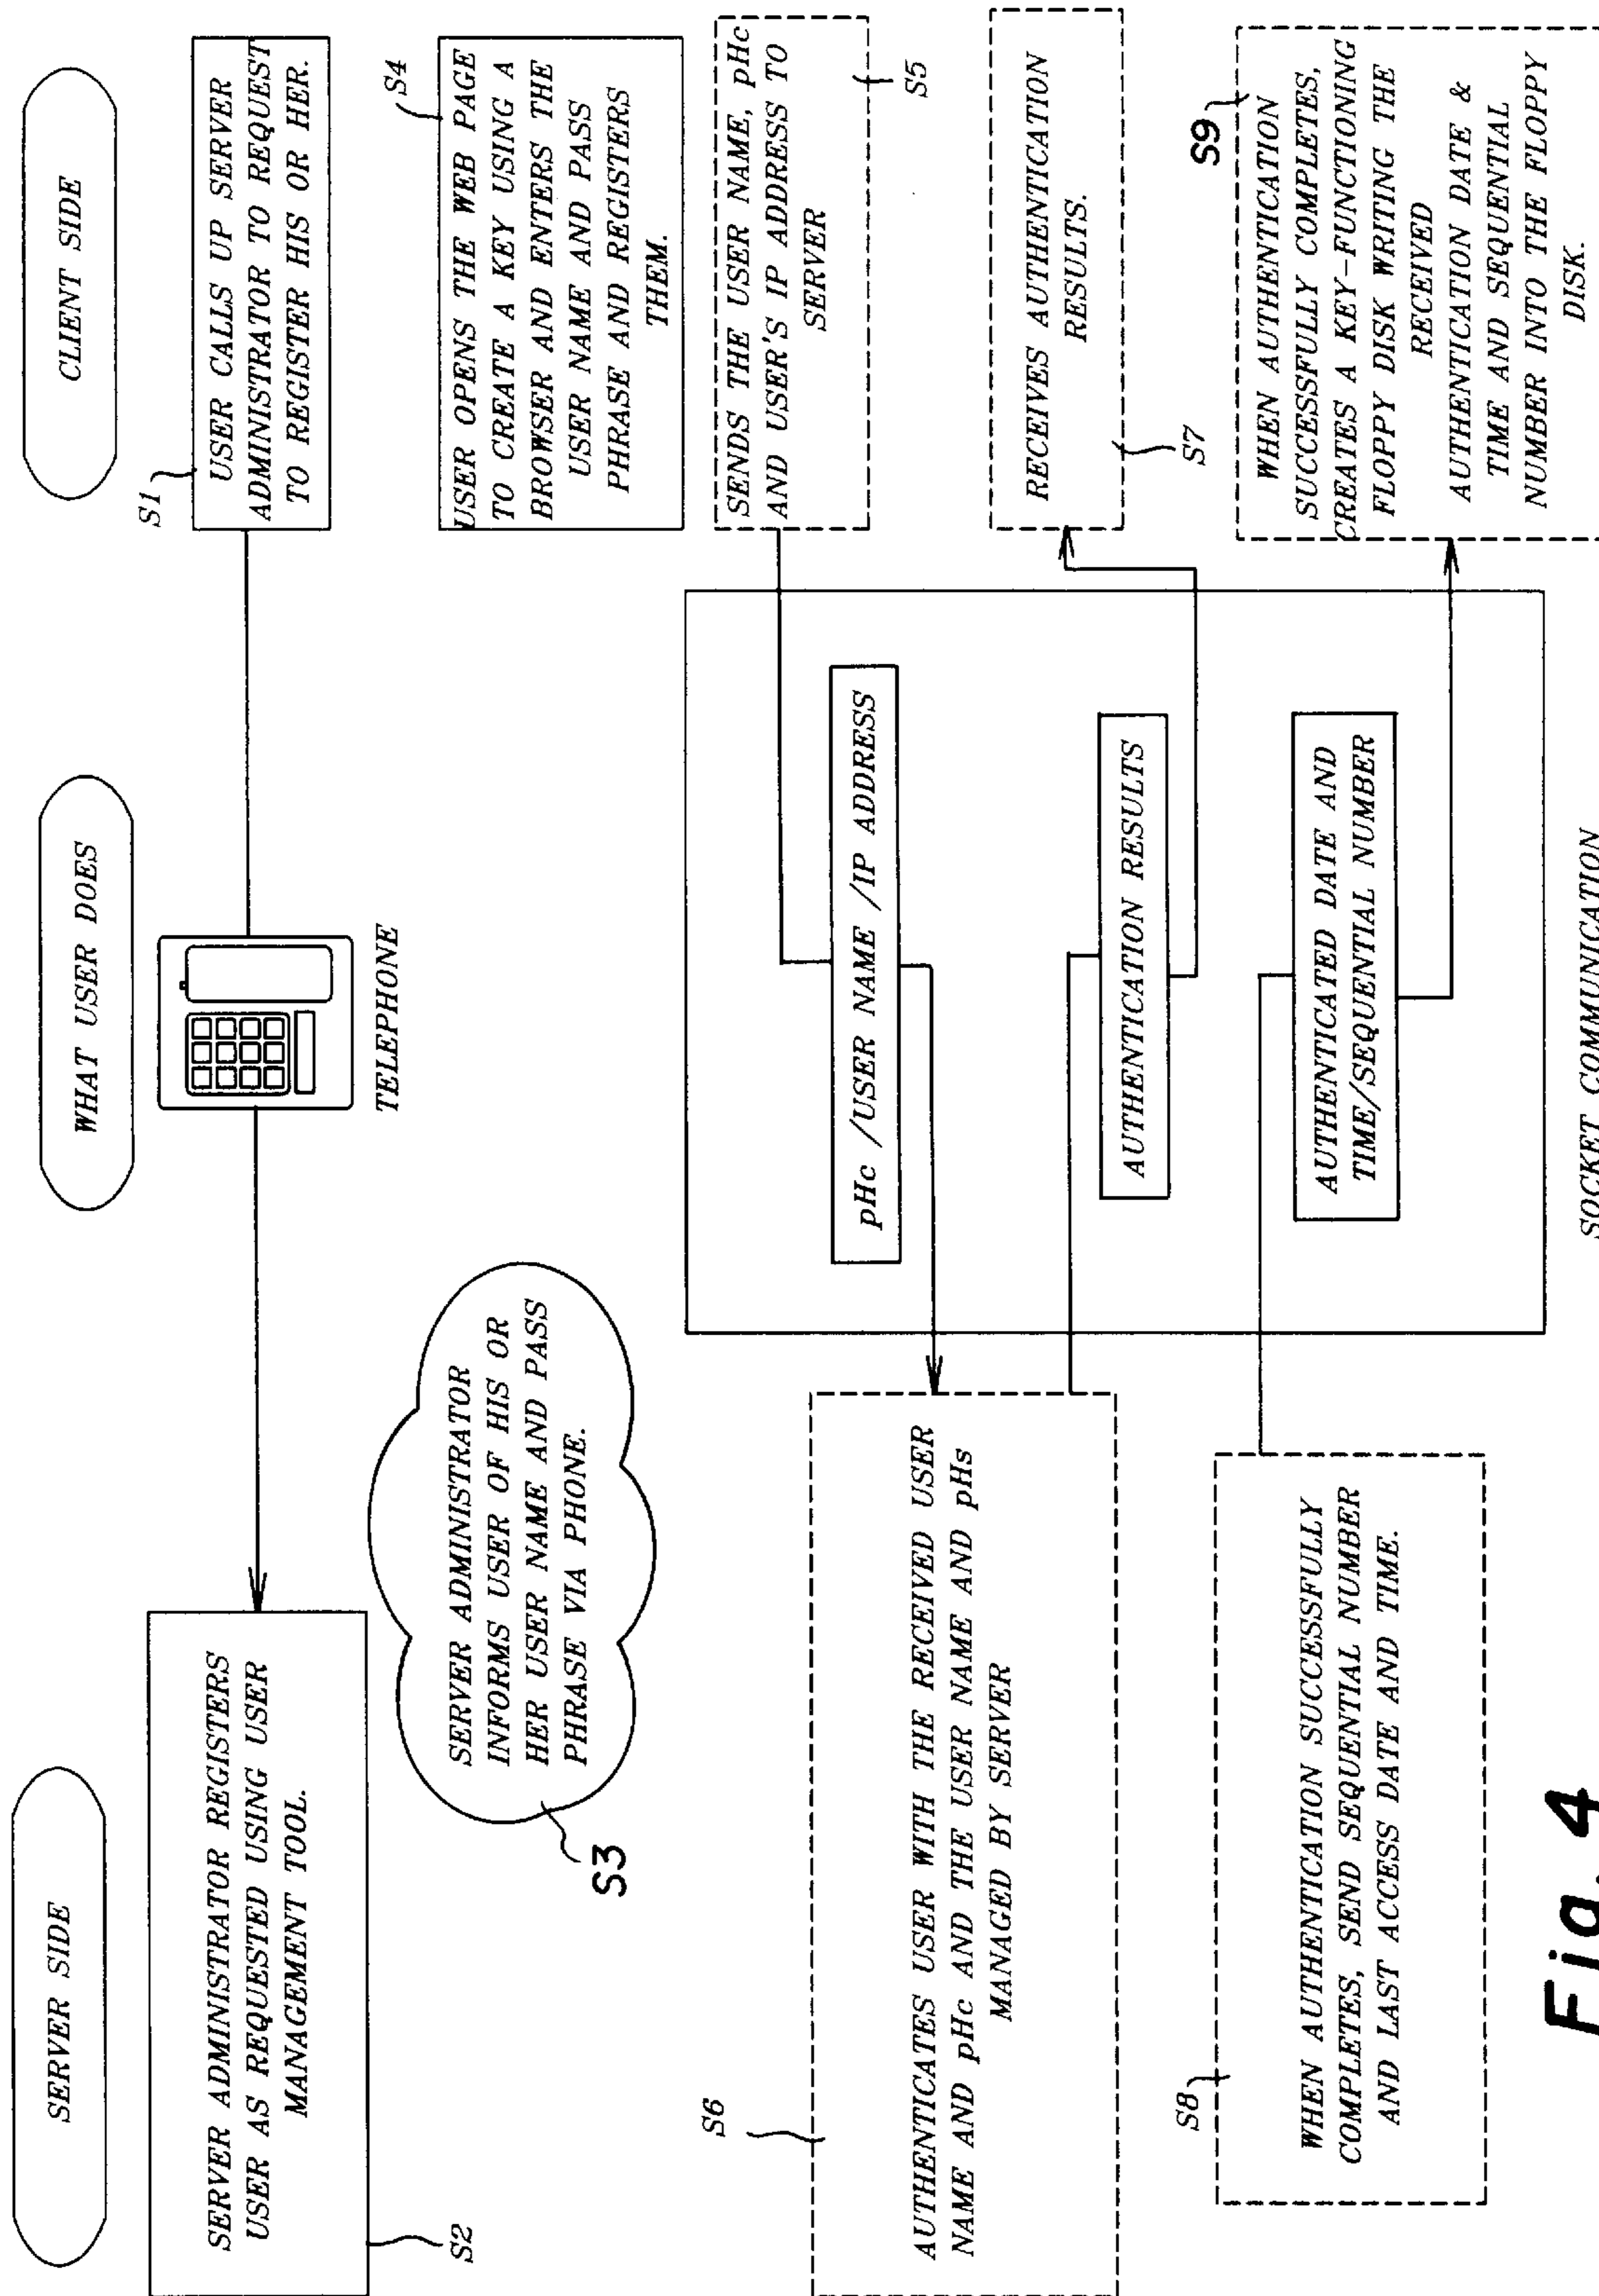 SERVER SIDE
WHAT USER DOES
CLIENT SIDE
S1
USER CALLS UP SERVER
ADMINISTRATOR TO REQUEST
TO REGISTER HIS OR HER.
TELEPHONE
SERVER ADMINISTRATOR REGISTERS
USER AS REQUESTED USING USER
MANAGEMENT TOOL.
S2
SERVER ADMINISTRATOR
INFORMS USER OF HIS OR
HER USER NAME AND PASS
PHRASE VIA PHONE.
S3
S4
USER OPENS THE WEB PAGE
TO CREATE A KEY USING A
BROWSER AND ENTERS THE
USER NAME AND PASS
PHRASE AND REGISTERS
THEM.
SENDS THE USER NAME, pHc
AND USER'S IP ADDRESS TO
SERVER
S5
pHc /USER NAME /IP ADDRESS
S6
AUTHENTICATES USER WITH THE RECEIVED USER
NAME AND pHc AND THE USER NAME AND pHs
MANAGED BY SERVER
AUTHENTICATION RESULTS
RECEIVES AUTHENTICATION
RESULTS.
S7
S8
WHEN AUTHENTICATION SUCCESSFULLY
COMPLETES, SEND SEQUENTIAL NUMBER
AND LAST ACCESS DATE AND TIME.
AUTHENTICATED DATE AND
TIME/SEQUENTIAL NUMBER
S9
WHEN AUTHENTICATION
SUCCESSFULLY COMPLETES,
CREATES A KEY-FUNCTIONING
FLOPPY DISK WRITING THE
RECEIVED
AUTHENTICATION DATE &
TIME AND SEQUENTIAL
NUMBER INTO THE FLOPPY
DISK.
SOCKET COMMUNICATION
Fig. 4